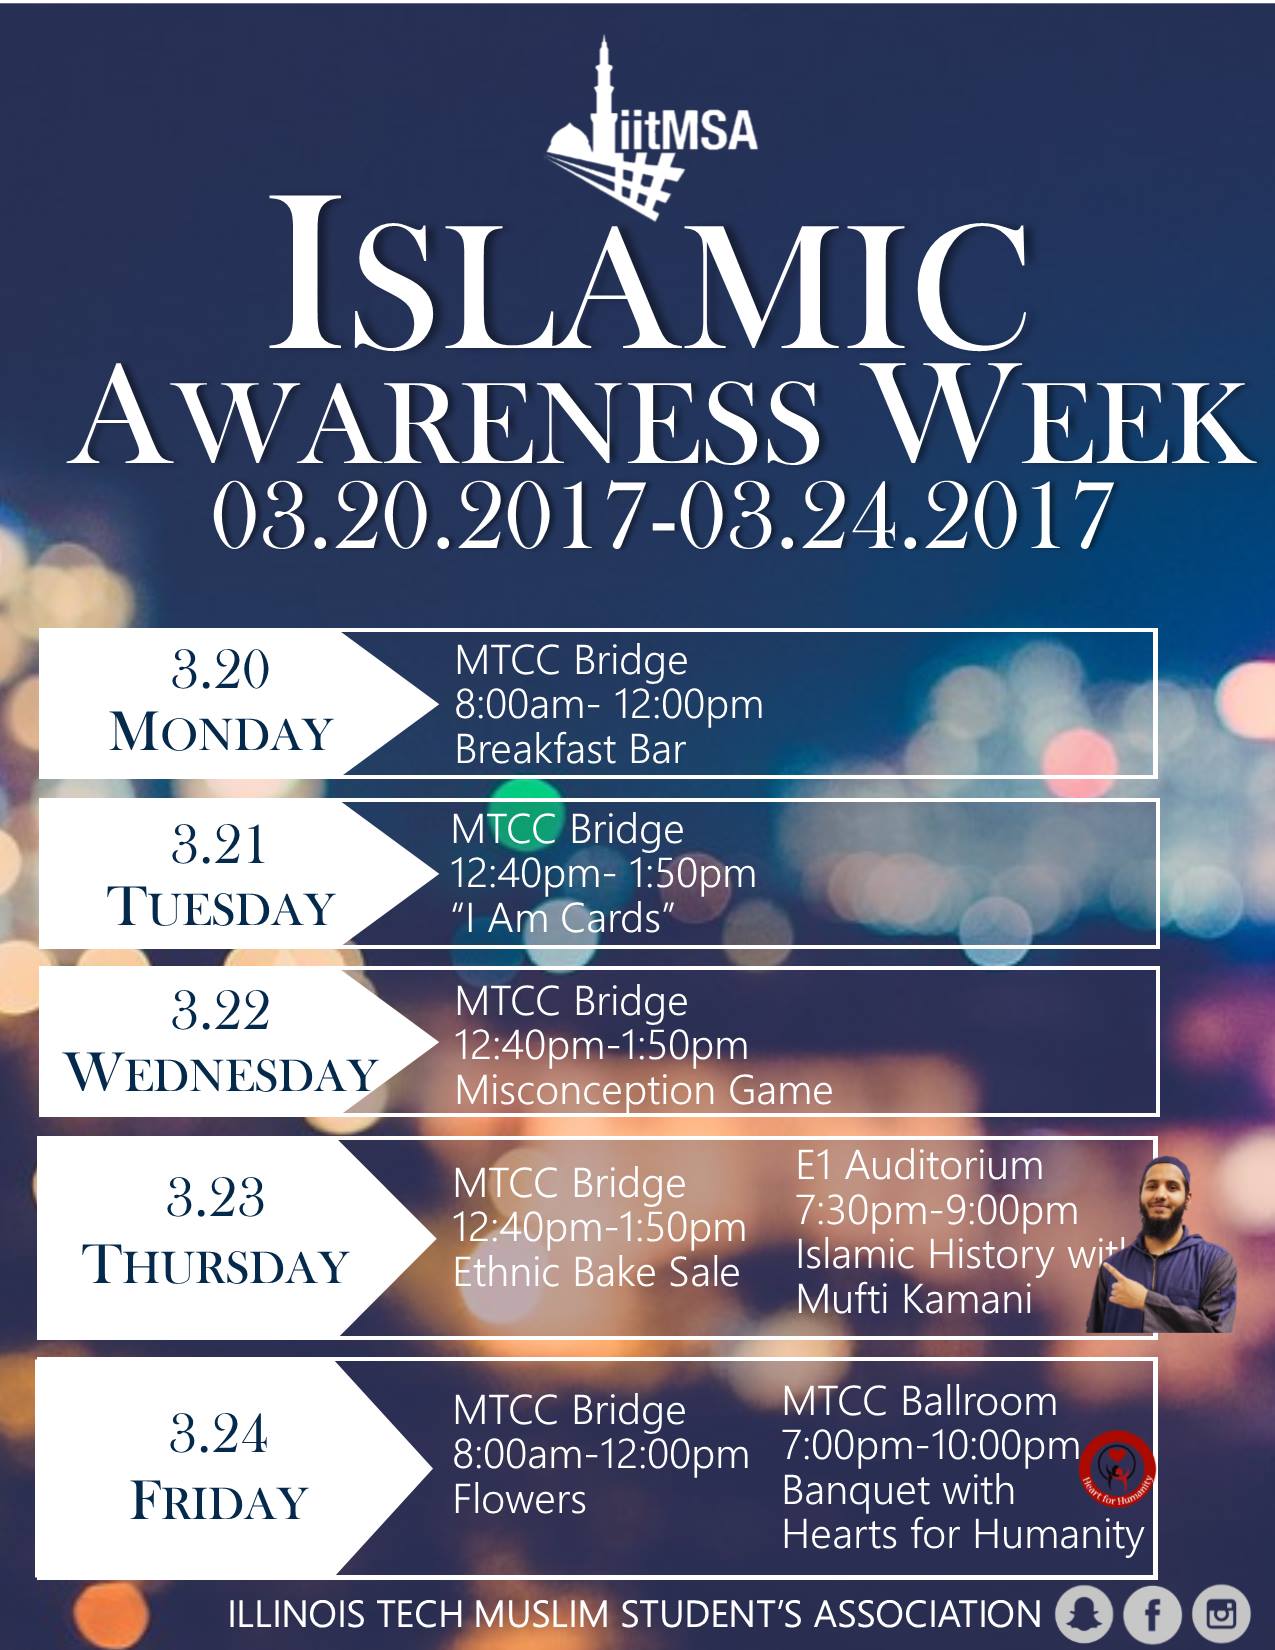 iitMSA
ISLAMIC
AWARENESS WEEK
03.20.2017-03.24.2017
3.20
MONDAY
MTCC Bridge
8:00am- 12:00pm
Breakfast Bar
3.21
TUESDAY
MTCC Bridge
12:40pm- 1:50pm
“I Am Cards”
3.22
WEDNESDAY
MTCC Bridge
12:40pm-1:50pm
Misconception Game
3.23
THURSDAY
MTCC Bridge
12:40pm-1:50pm
Ethnic Bake Sale
E1 Auditorium
7:30pm-9:00pm
Islamic History with
Mufti Kamani
3.24
FRIDAY
MTCC Bridge
8:00am-12:00pm
Flowers
MTCC Ballroom
7:00pm-10:00pm
Banquet with
Hearts for Humanity
Heart for Humanity
ILLINOIS TECH MUSLIM STUDENT’S ASSOCIATION